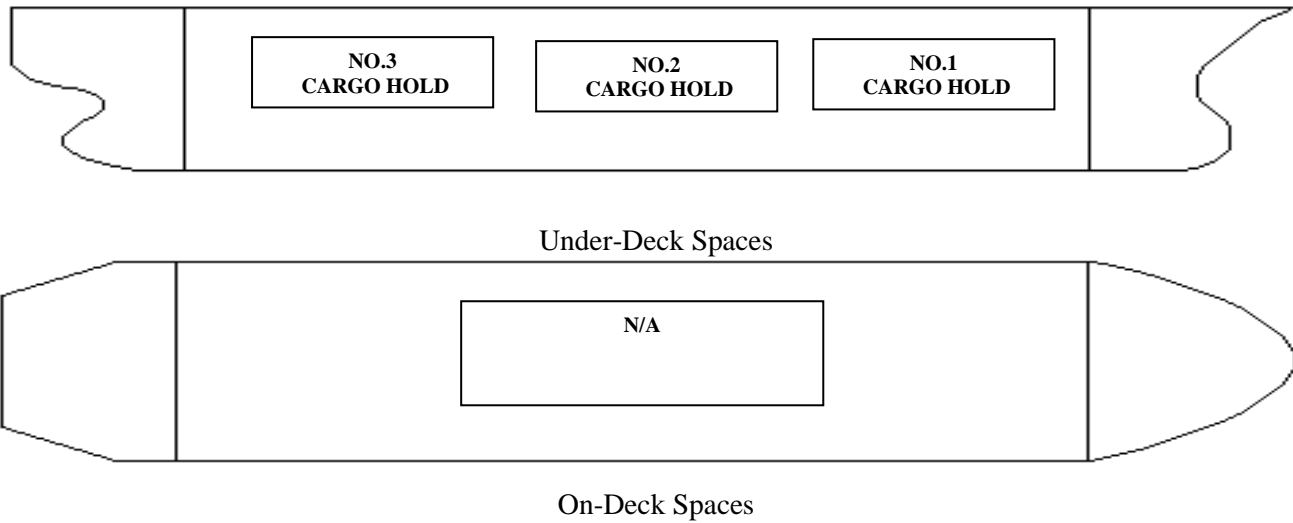 NO.3
CARGO HOLD
NO.2
CARGO HOLD
NO.1
CARGO HOLD
Under-Deck Spaces
N/A
On-Deck Spaces